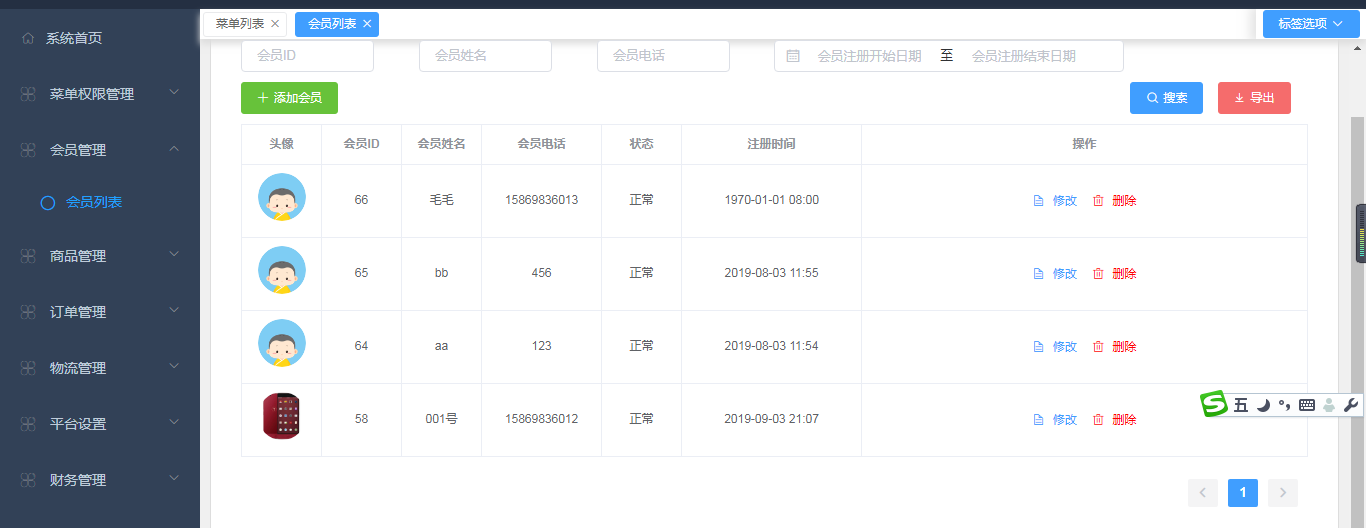 系统首页
菜单权限管理
会员管理
会员列表
商品管理
订单管理
物流管理
平台设置
财务管理
菜单列表 会员列表 标签选项
会员ID 会员姓名 会员电话 会员注册开始日期 至 会员注册结束日期
添加会员 搜索 导出
头像 会员ID 会员姓名 会员电话 状态 注册时间 操作
66 毛毛 15869836013 正常 1970-01-01 08:00 修改 删除
65 bb 456 正常 2019-08-03 11:55 修改 删除
64 aa 123 正常 2019-08-03 11:54 修改 删除
58 001号 15869836012 正常 2019-09-03 21:07 修改 删除
S 五
1